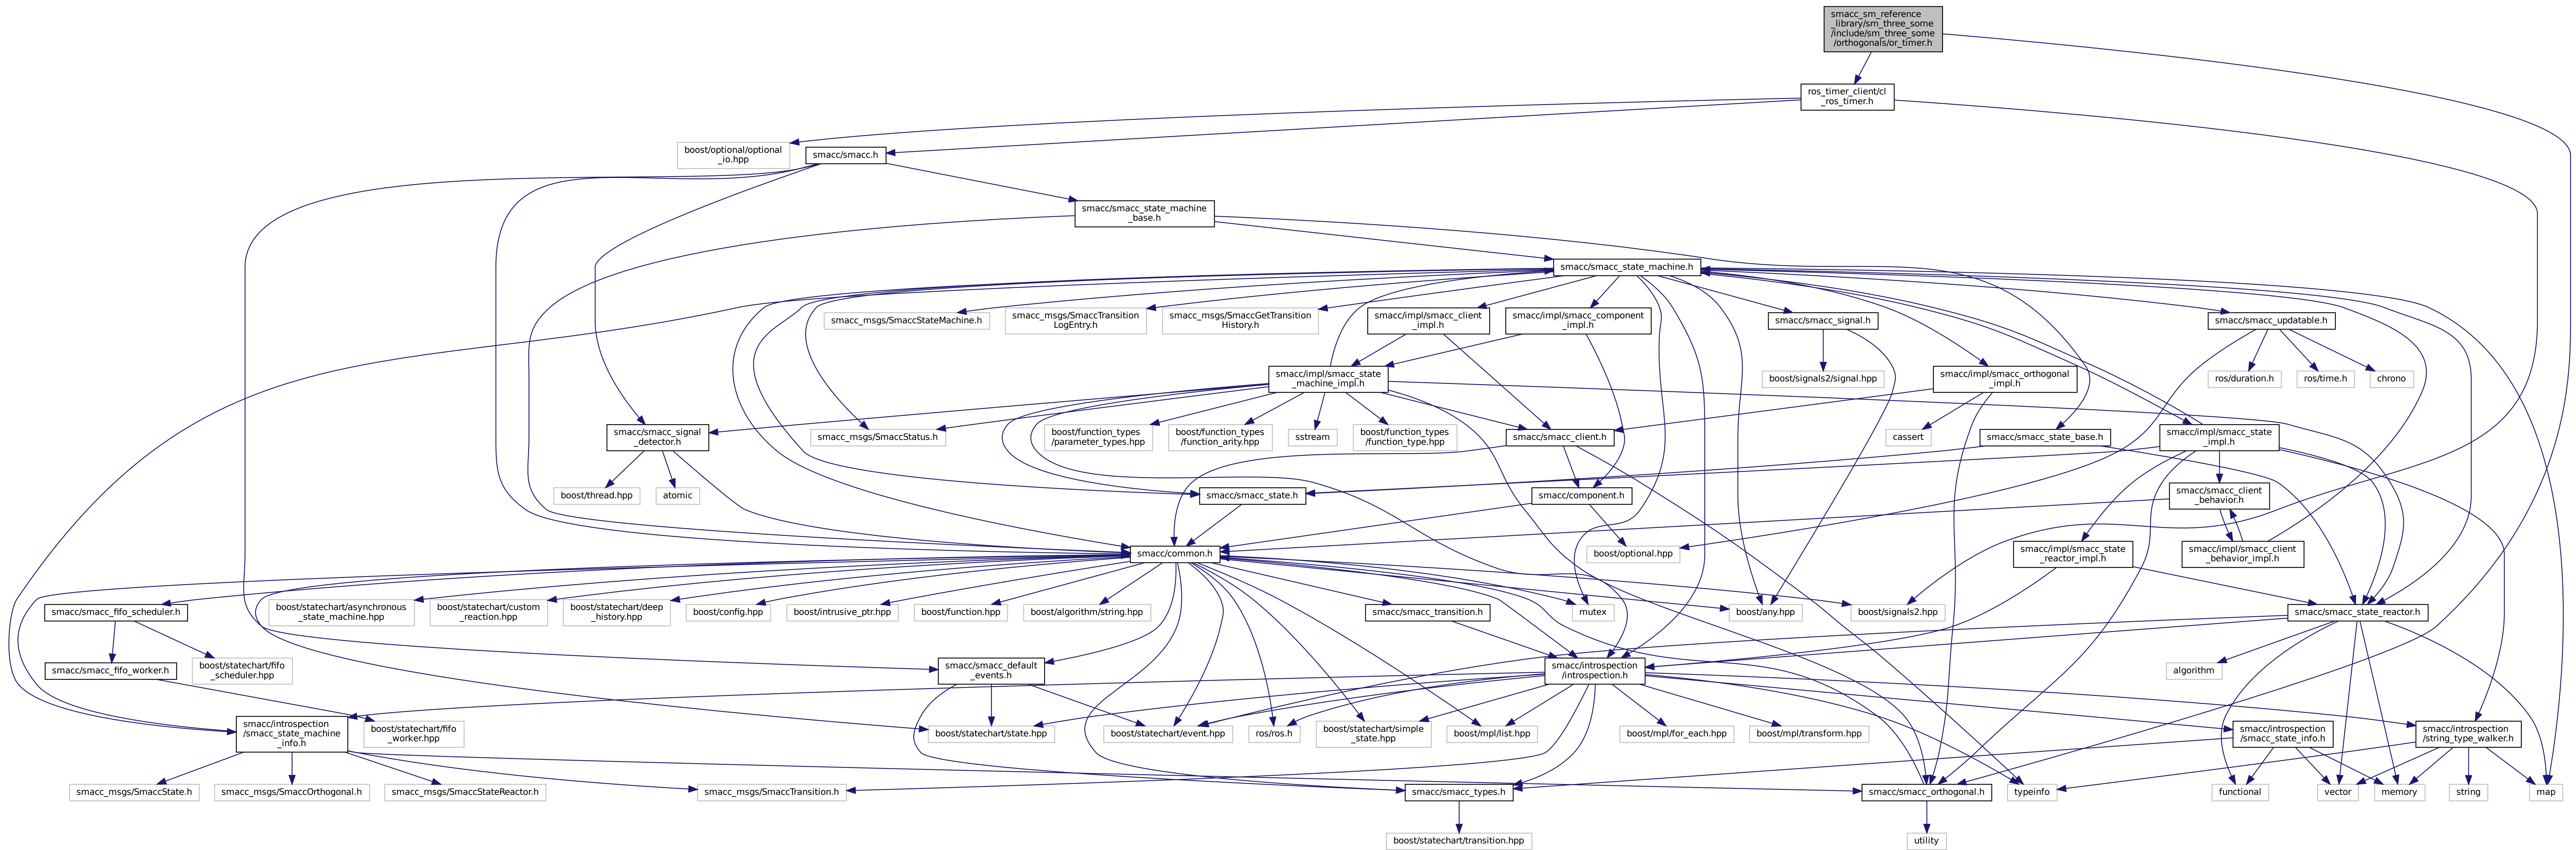 smacc_sm_reference
_library/sm_three_some
/include/sm_three_some
/orthogonals/or_timer.h
ros_timer_client/cl
_ros_timer.h
boost/optional/optional
_io.hpp
smacc/smacc.h
smacc/smacc_state_machine
_base.h
smacc/smacc_state_machine.h
smacc_msgs/SmaccStateMachine.h
smacc_msgs/SmaccTransition
LogEntry.h
smacc_msgs/SmaccGetTransition
History.h
smacc/impl/smacc_client
_impl.h
smacc/impl/smacc_component
_impl.h
smacc/smacc_signal.h
smacc/smacc_updatable.h
smacc/impl/smacc_state
_machine_impl.h
boost/signals2/signal.hpp
smacc/impl/smacc_orthogonal
_impl.h
ros/duration.h
ros/time.h
chrono
smacc/smacc_signal
_detector.h
smacc_msgs/SmaccStatus.h
boost/function_types
/parameter_types.hpp
boost/function_types
/function_arity.hpp
sstream
boost/function_types
/function_type.hpp
smacc/smacc_client.h
cassert
smacc/smacc_state_base.h
smacc/impl/smacc_state
_impl.h
boost/thread.hpp
atomic
smacc/smacc_state.h
smacc/component.h
smacc/smacc_client
_behavior.h
smacc/common.h
boost/optional.hpp
smacc/impl/smacc_state
_reactor_impl.h
smacc/impl/smacc_client
_behavior_impl.h
smacc/smacc_fifo_scheduler.h
boost/statechart/asynchronous
_state_machine.hpp
boost/statechart/custom
_reaction.hpp
boost/statechart/deep
_history.hpp
boost/config.hpp
boost/intrusive_ptr.hpp
boost/function.hpp
boost/algorithm/string.hpp
smacc/smacc_transition.h
mutex
boost/any.hpp
boost/signals2.hpp
smacc/smacc_state_reactor.h
smacc/smacc_fifo_worker.h
boost/statechart/fifo
_scheduler.hpp
smacc/smacc_default
_events.h
smacc/introspection
/introspection.h
algorithm
smacc/introspection
/smacc_state_machine
_info.h
boost/statechart/fifo
_worker.hpp
boost/statechart/state.hpp
boost/statechart/event.hpp
ros/ros.h
boost/statechart/simple
_state.hpp
boost/mpl/list.hpp
boost/mpl/for_each.hpp
boost/mpl/transform.hpp
smacc/introspection
/smacc_state_info.h
smacc/introspection
/string_type_walker.h
smacc_msgs/SmaccState.h
smacc_msgs/SmaccOrthogonal.h
smacc_msgs/SmaccStateReactor.h
smacc_msgs/SmaccTransition.h
smacc/smacc_types.h
smacc/smacc_orthogonal.h
typeinfo
functional
vector
memory
string
map
boost/statechart/transition.hpp
utility